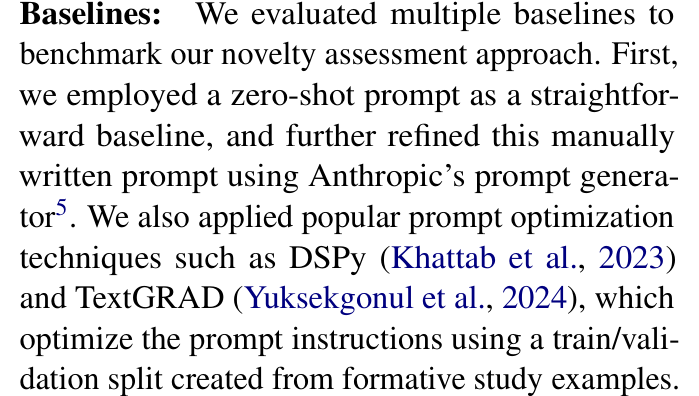 Baselines: We evaluated multiple baselines to
benchmark our novelty assessment approach. First,
we employed a zero-shot prompt as a straightfor-
ward baseline, and further refined this manually
written prompt using Anthropic's prompt genera-
tor5. We also applied popular prompt optimization
techniques such as DSPy (Khattab et al., 2023)
and TextGRAD (Yuksekgonul et al., 2024), which
optimize the prompt instructions using a train/vali-
dation split created from formative study examples.